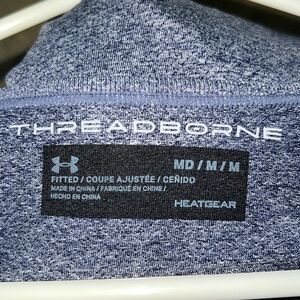 THREADBORNE
MD / M / M
FITTED / COUPE AJUSTÉE / CEÑIDO
MADE IN CHINA / FABRIQUÉ EN CHINE /
HECHO EN CHINA
HEATGEAR